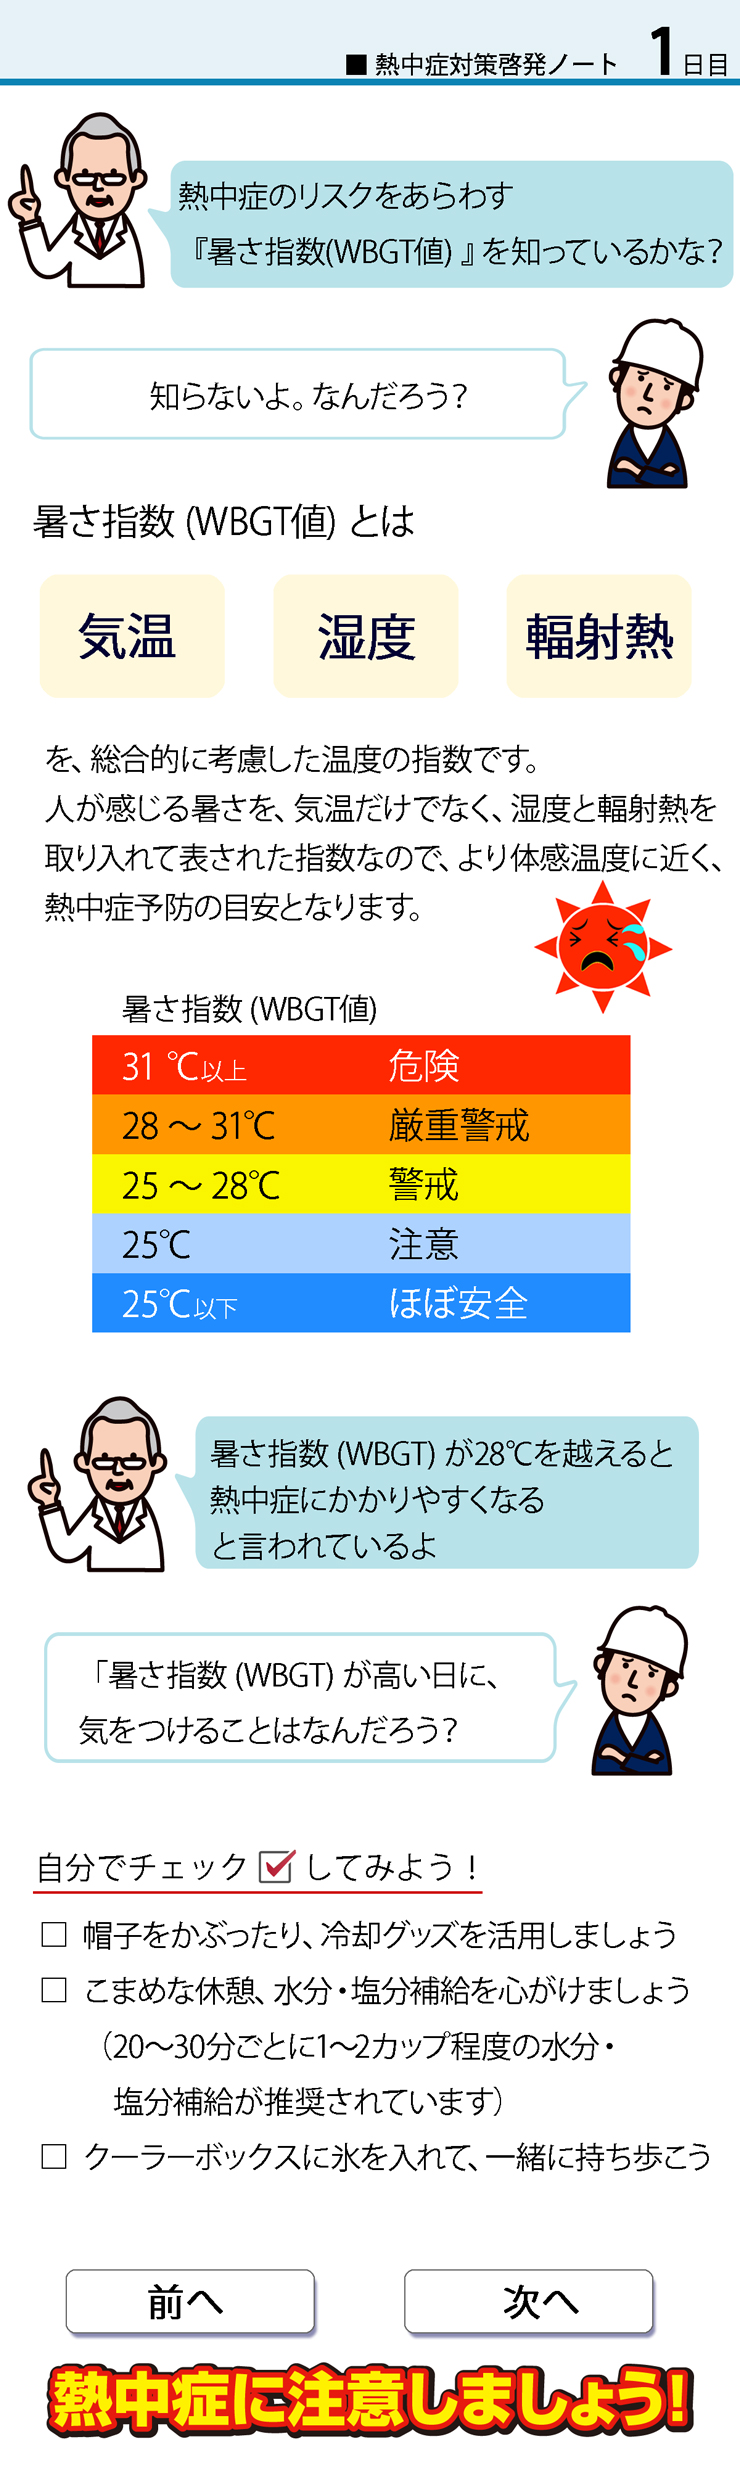 ■ 熱中症対策啓発ノート 1日目
熱中症のリスクをあらわす
『暑さ指数(WBGT値) 』を知っているかな？
知らないよ。なんだろう？
暑さ指数 (WBGT値) とは
気温 湿度 輻射熱
を、総合的に考慮した温度の指数です。
人が感じる暑さを、気温だけでなく、湿度と輻射熱を
取り入れて表された指数なので、より体感温度に近く、
熱中症予防の目安となります。
暑さ指数 (WBGT値)
31 ℃以上 危険
28 ～ 31℃ 厳重警戒
25 ～ 28℃ 警戒
25℃ 注意
25℃以下 ほぼ安全
暑さ指数 (WBGT) が28℃を越えると
熱中症にかかりやすくなる
と言われているよ
「暑さ指数 (WBGT) が高い日に、
気をつけることはなんだろう？
自分でチェック ☑ してみよう！
□ 帽子をかぶったり、冷却グッズを活用しましょう
□ こまめな休憩、水分・塩分補給を心がけましょう
（20～30分ごとに1～2カップ程度の水分・
塩分補給が推奨されています）
□ クーラーボックスに氷を入れて、一緒に持ち歩こう
前へ 次へ
熱中症に注意しましょう!